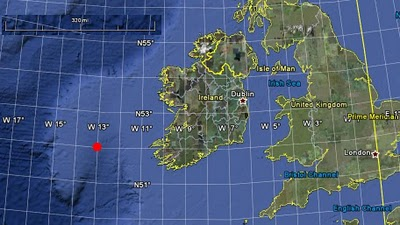 320 mi
N55°
Isle of Man
Irish Sea
Ireland
Dublin
United Kingdom
N53°
W 17°
W 15°
W 13°
W 11°
W 9°
W 7°
W 5°
W 3°
Prime Meridian
London
N51°
Bristol Channel
English Channel